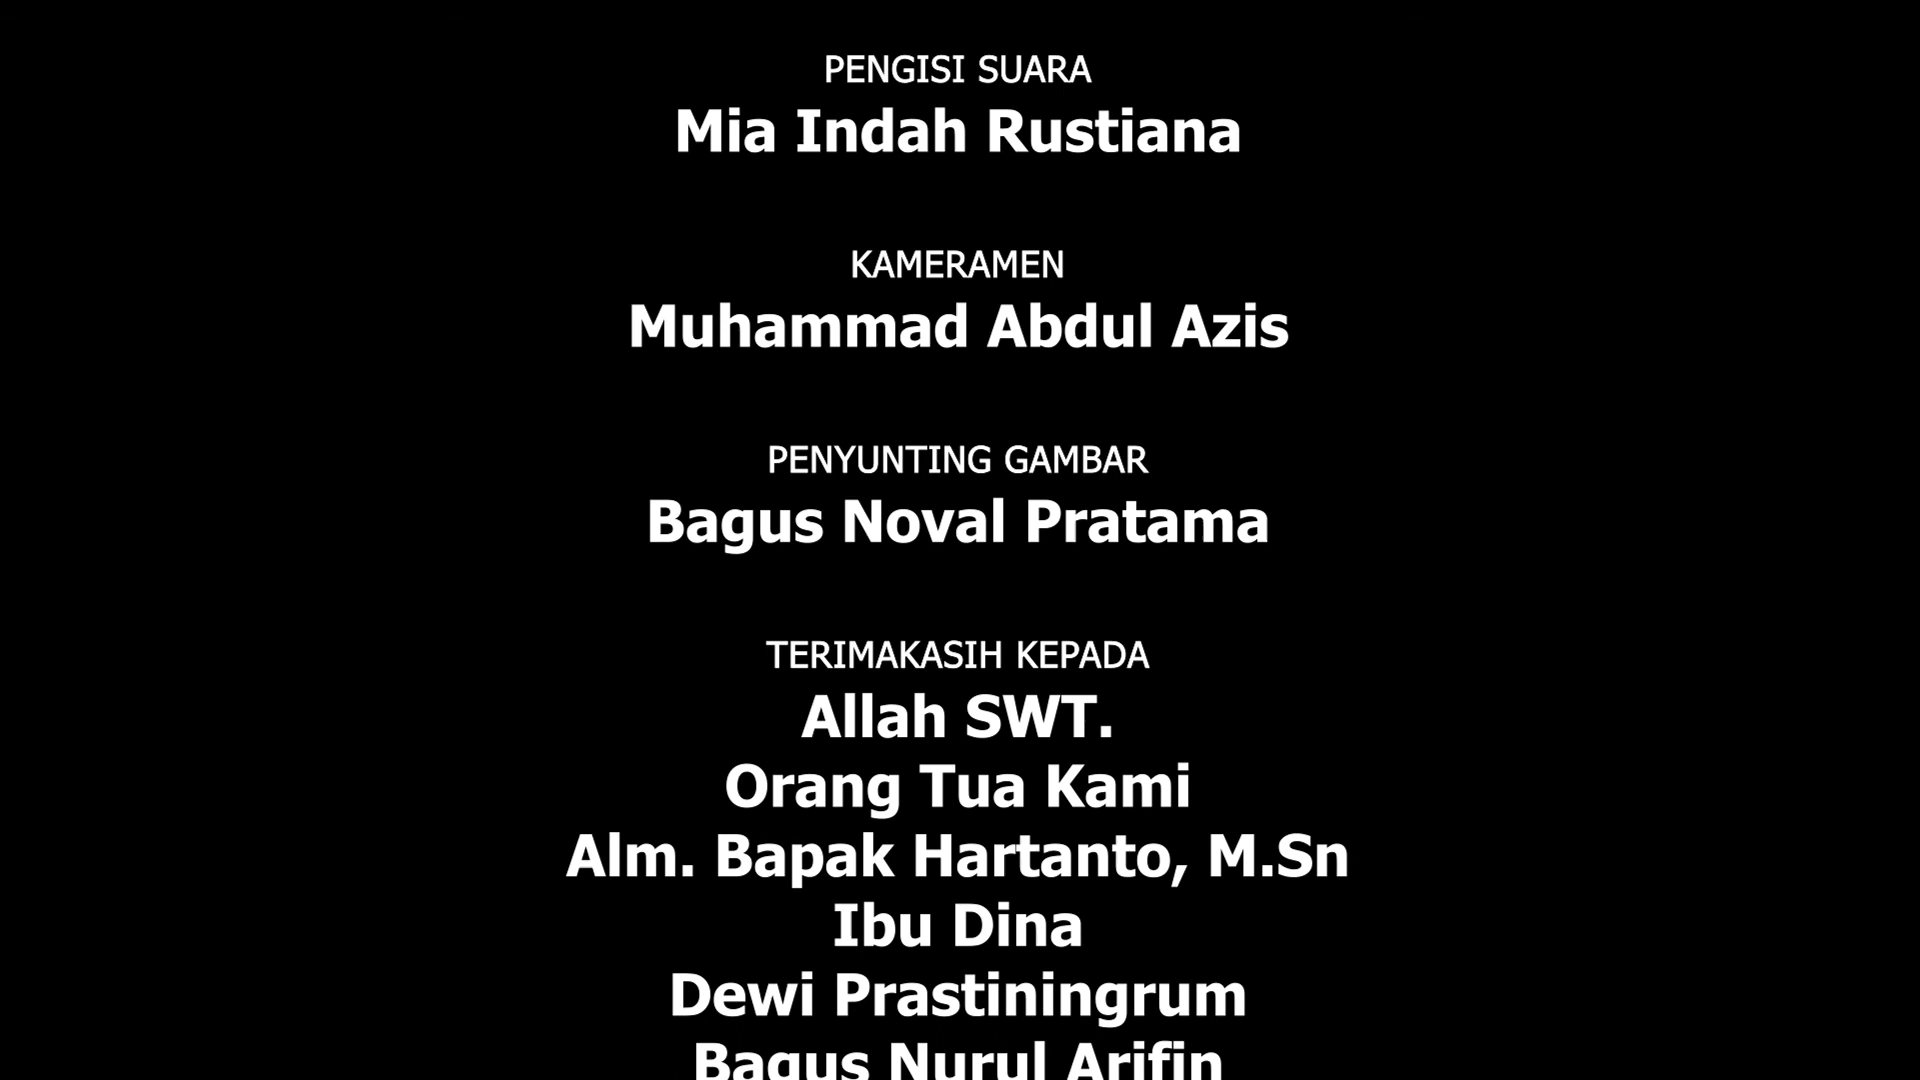 PENGISI SUARA
Mia Indah Rustiana
KAMERAMEN
Muhammad Abdul Azis
PENYUNTING GAMBAR
Bagus Noval Pratama
TERIMAKASIH KEPADA
Allah SWT.
Orang Tua Kami
Alm. Bapak Hartanto, M.Sn
Ibu Dina
Dewi Prastiningrum
Bagus Nurul Arifin